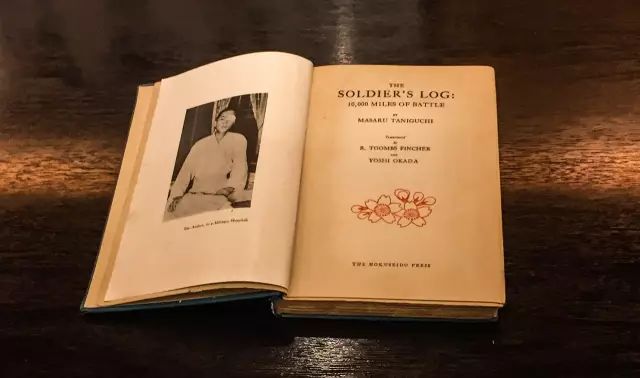 The Author, in a Military Hospital.
THE
SOLDIER'S LOG:
10,000 MILES OF BATTLE
BY
MASARU TANIGUCHI
Translated
by
R. TOOMBS FINCHER
AND
YOSHI OKADA
THE HOKUSEIDO PRESS